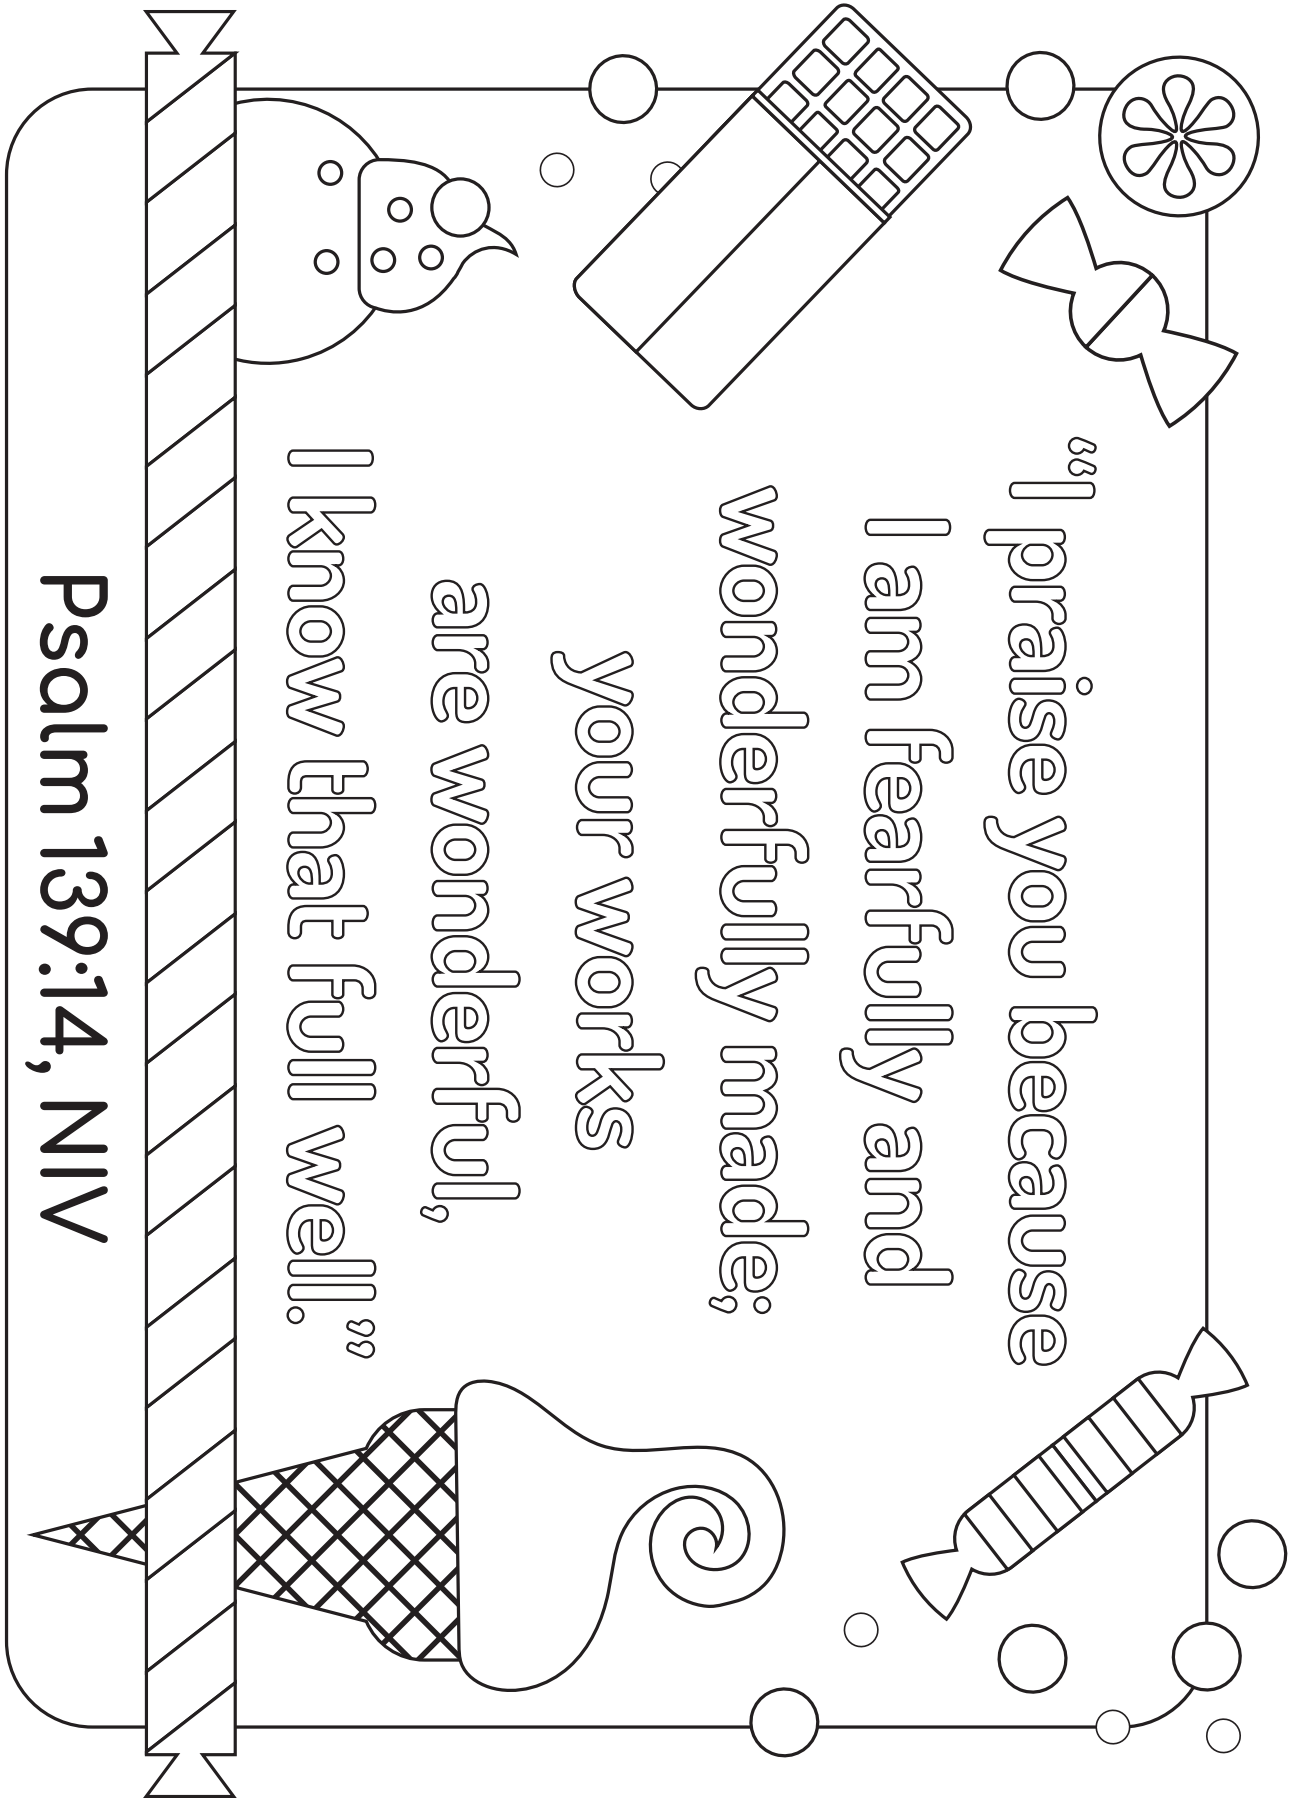 “I praise you because
I am fearfully and
wonderfully made;
your works
are wonderful,
I know that full well.”
Psalm 139:14, NIV